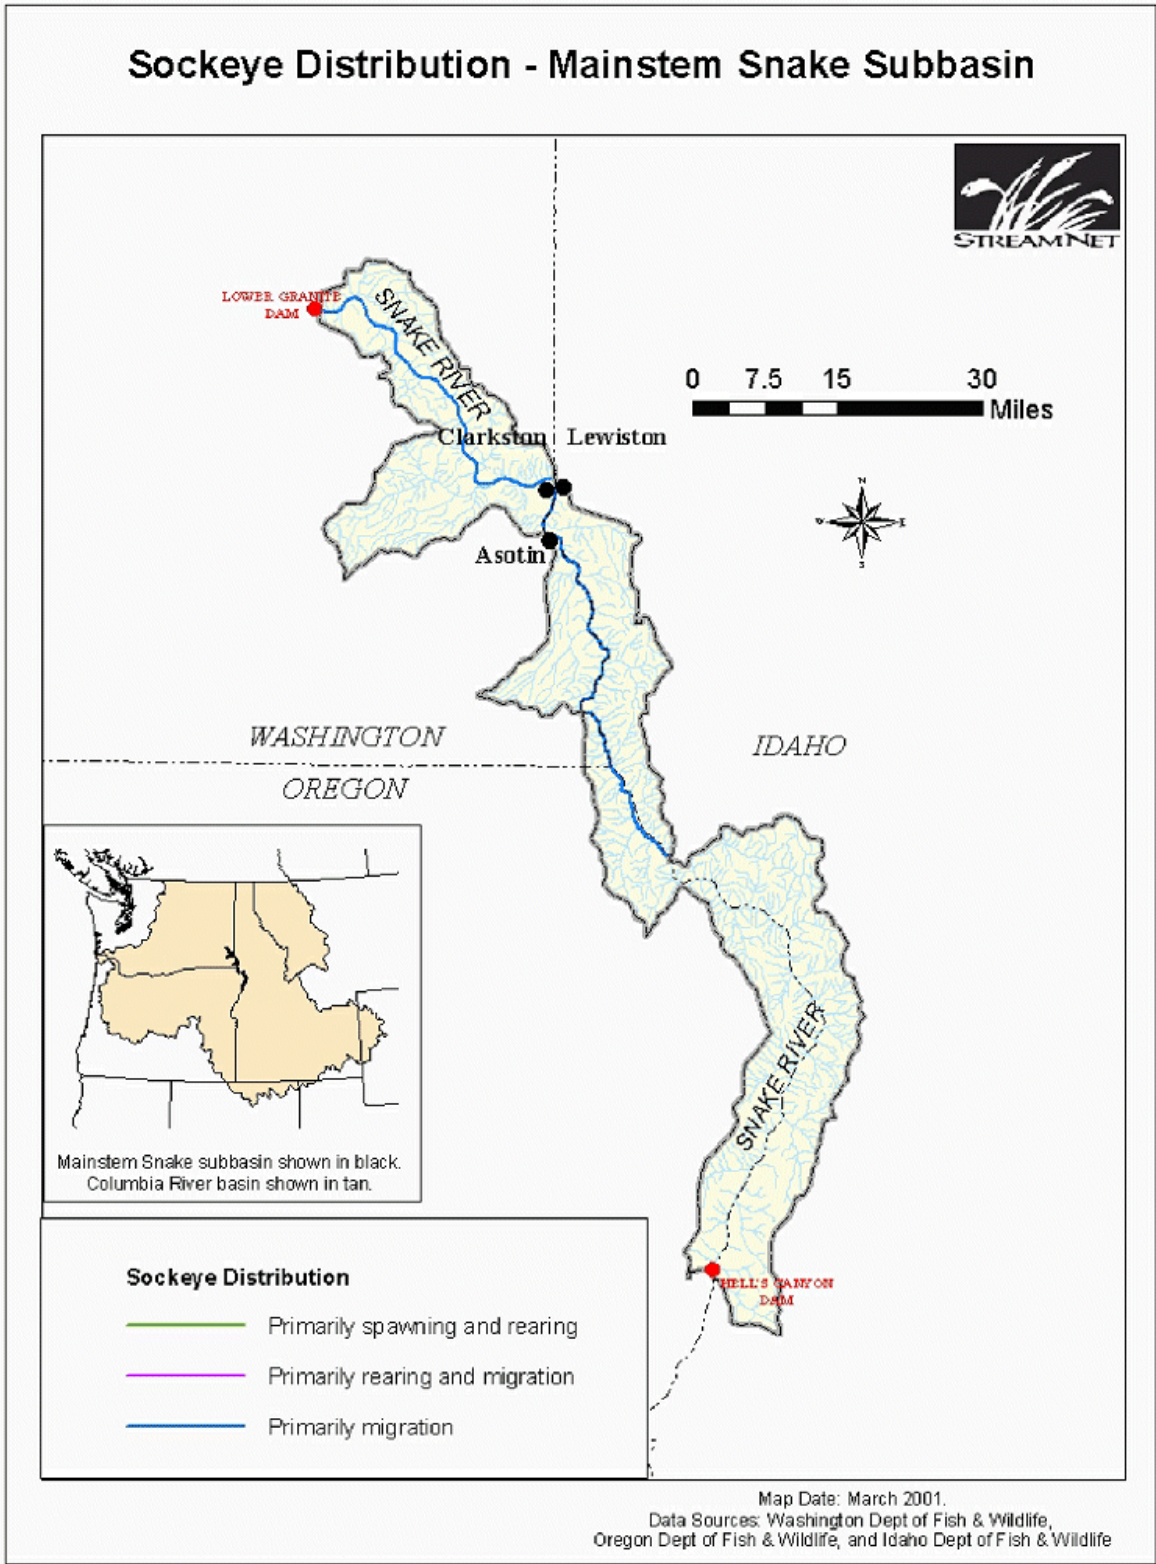 Sockeye Distribution - Mainstem Snake Subbasin
STREAMNET
LOWER GRANITE
DAM
SNAKE RIVER
0 7.5 15 30
Miles
Clarkston
Lewiston
N
W
E
S
Asotin
WASHINGTON
IDAHO
OREGON
SNAKE RIVER
Mainstem Snake subbasin shown in black.
Columbia River basin shown in tan.
HELL'S CANYON
DAM
Sockeye Distribution
Primarily spawning and rearing
Primarily rearing and migration
Primarily migration
Map Date: March 2001.
Data Sources: Washington Dept of Fish & Wildlife,
Oregon Dept of Fish & Wildlife, and Idaho Dept of Fish & Wildlife